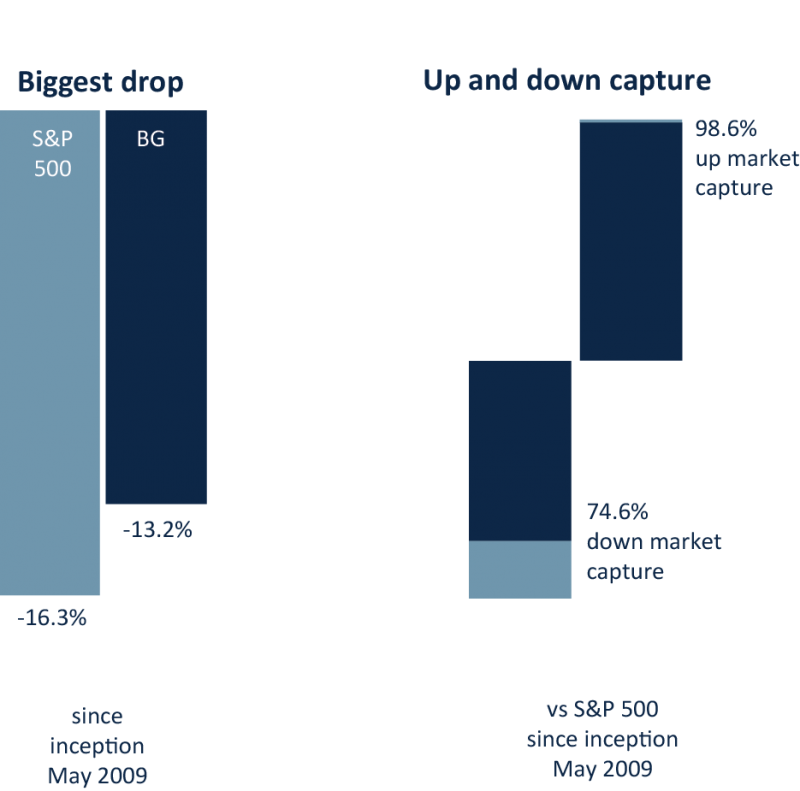 Biggest drop
S&P
500
BG
-13.2%
-16.3%
since
inception
May 2009
Up and down capture
98.6%
up market
capture
74.6%
down market
capture
vs S&P 500
since inception
May 2009